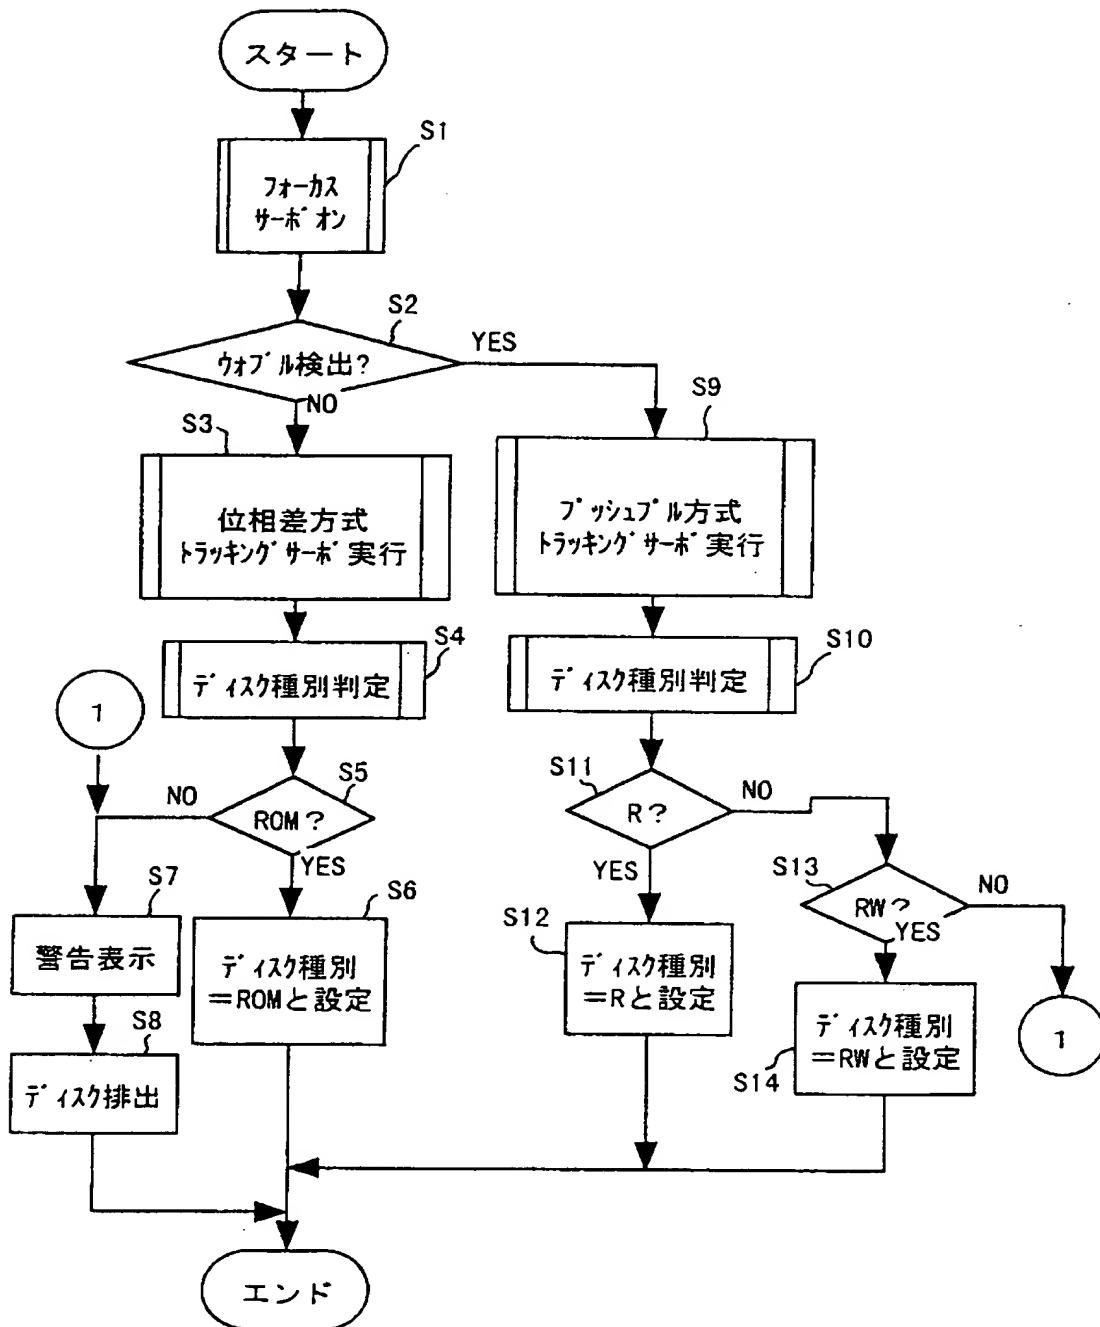 スタート
S1
フォーカス
サーボオン
S2
ウォブル検出?
YES
NO
S3
位相差方式
トラッキングサーボ実行
S9
プッシュプル方式
トラッキングサーボ実行
S4
ディスク種別判定
S10
ディスク種別判定
1
S5
ROM?
NO
YES
S11
R?
NO
YES
S13
RW?
NO
YES
S7
警告表示
S6
ディスク種別
=ROMと設定
S12
ディスク種別
=Rと設定
S14
ディスク種別
=RWと設定
1
S8
ディスク排出
エンド